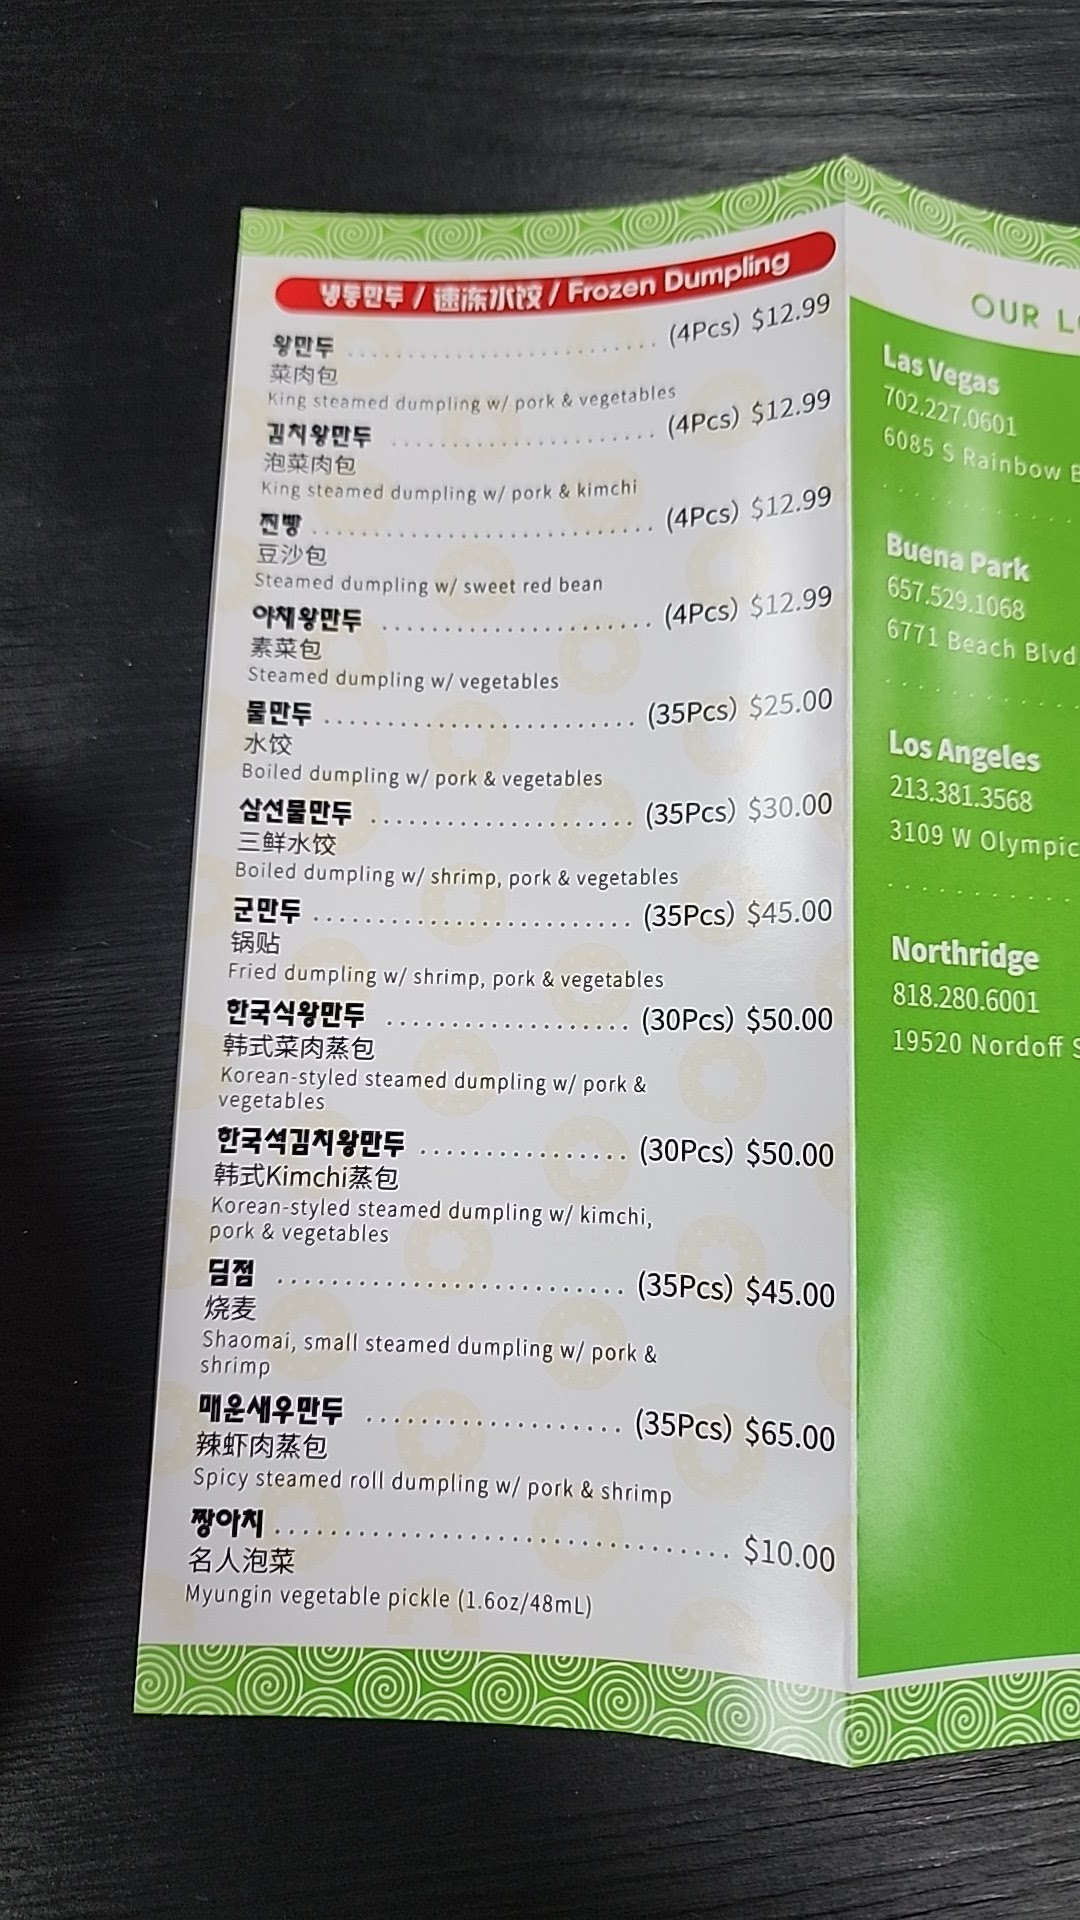 냉동만두 / 速冻水饺 / Frozen Dumpling
왕만두 (4Pcs) $12.99
菜肉包
King steamed dumpling w/ pork & vegetables
김치왕만두 (4Pcs) $12.99
泡菜肉包
King steamed dumpling w/ pork & kimchi
찐빵 (4Pcs) $12.99
豆沙包
Steamed dumpling w/ sweet red bean
야채왕만두 (4Pcs) $12.99
素菜包
Steamed dumpling w/ vegetables
물만두 (35Pcs) $25.00
水饺
Boiled dumpling w/ pork & vegetables
삼선물만두 (35Pcs) $30.00
三鲜水饺
Boiled dumpling w/ shrimp, pork & vegetables
군만두 (35Pcs) $45.00
锅贴
Fried dumpling w/ shrimp, pork & vegetables
한국식왕만두 (30Pcs) $50.00
韩式菜肉蒸包
Korean-styled steamed dumpling w/ pork &
vegetables
한국석김치왕만두 (30Pcs) $50.00
韩式Kimchi蒸包
Korean-styled steamed dumpling w/ kimchi,
pork & vegetables
딤점 (35Pcs) $45.00
烧麦
Shaomai, small steamed dumpling w/ pork &
shrimp
매운새우만두 (35Pcs) $65.00
辣虾肉蒸包
Spicy steamed roll dumpling w/ pork & shrimp
짱아치 $10.00
名人泡菜
Myungin vegetable pickle (1.6oz/48mL)
OUR
Las Vegas
702.227.0601
6085 S Rainbow
Buena Park
657.529.1068
6771 Beach Blvd
Los Angeles
213.381.3568
3109 W Olympic
Northridge
818.280.6001
19520 Nordoff